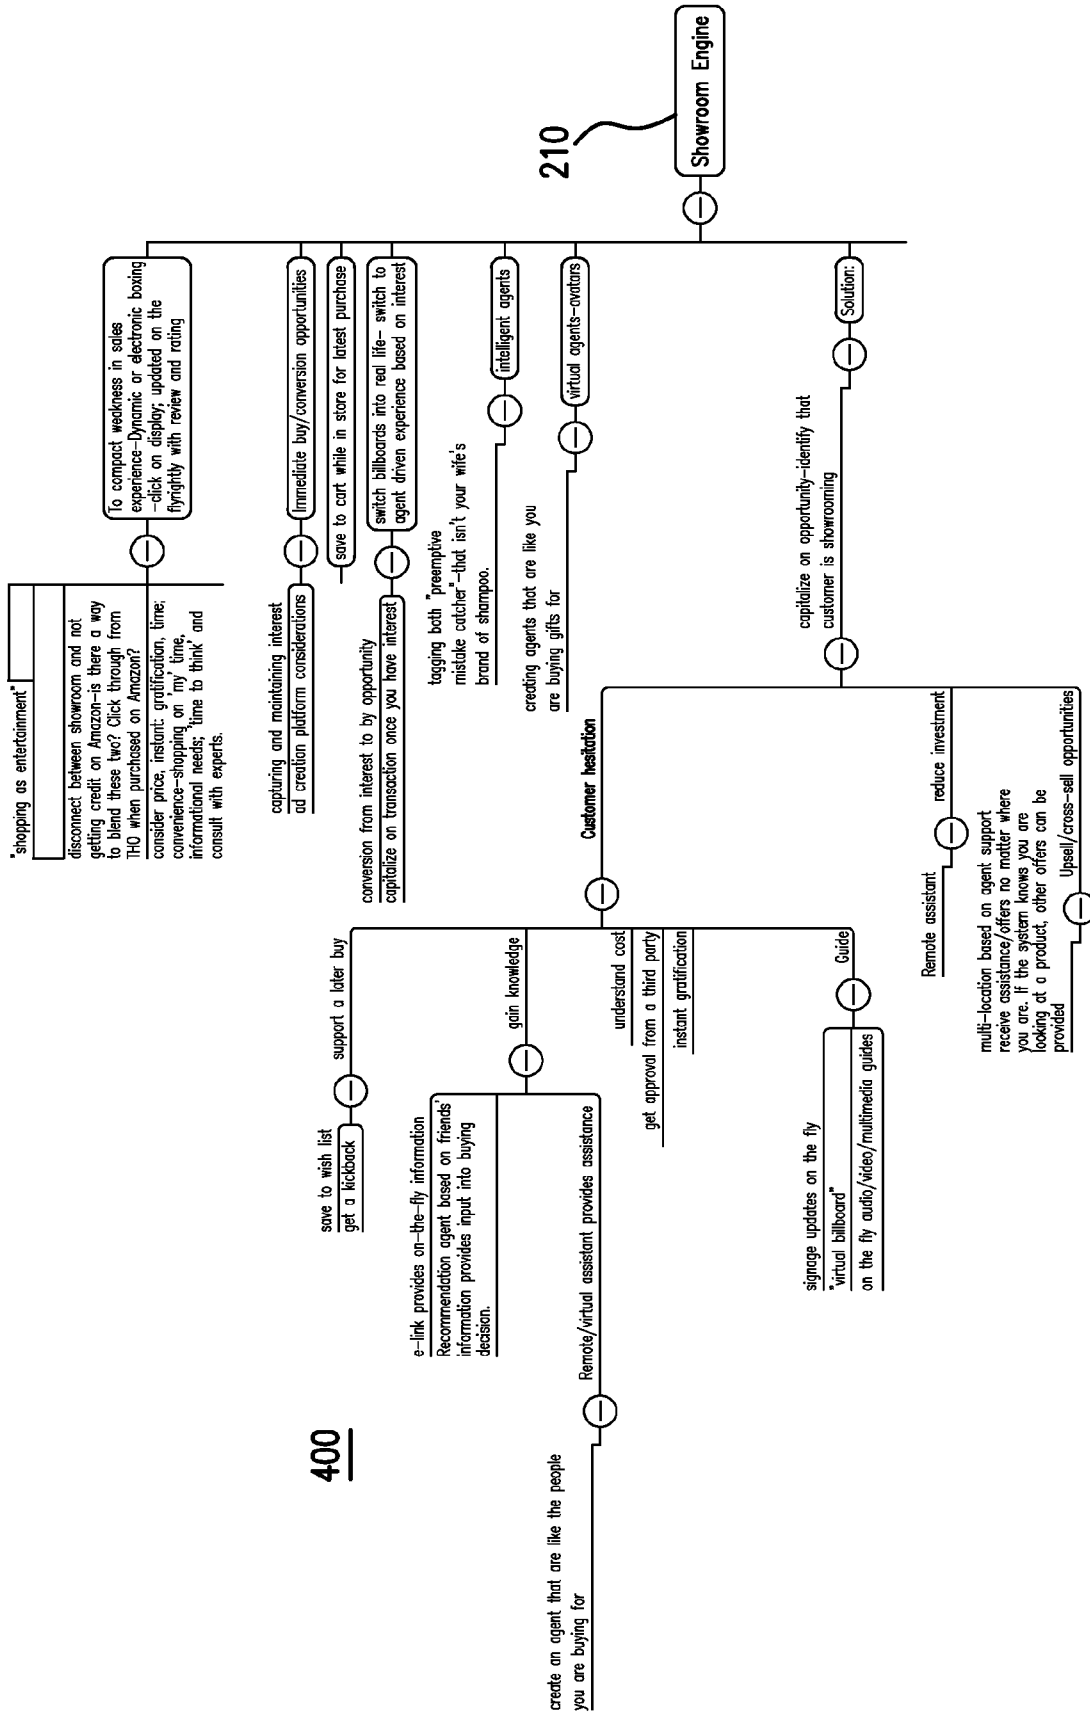 "shopping as entertainment"
disconnect between showroom and not
getting credit on Amazon-is there a way
to blend these two? Click through from
THO when purchased on Amazon?
consider price, instant: gratification, time;
convenience-shopping on 'my' time,
informational needs; 'time to think' and
consult with experts.
To compact weakness in sales
experience-Dynamic or electronic boxing
-click on display; updated on the
flyrightly with review and rating
capturing and maintaining interest
ad creation platform considerations
Immediate buy/conversion opportunities
save to cart while in store for latest purchase
conversion from interest to by opportunity
capitalize on transaction once you have interest
switch billboards into real life- switch to
agent driven experience based on interest
tagging both "preemptive
mistake catcher"-that isn't your wife's
brand of shampoo.
intelligent agents
creating agents that are like you
are buying gifts for
virtual agents-avatars
210
Showroom Engine
Solution:
capitalize on opportunity-identify that
customer is showrooming
Customer hesitation
support a later buy
save to wish list
get a kickback
gain knowledge
e-link provides on-the-fly information
Recommendation agent based on friends'
information provides input into buying
decision.
Remote/virtual assistant provides assistance
create an agent that are like the people
you are buying for
understand cost
get approval from a third party
instant gratification
Guide
signage updates on the fly
"virtual billboard"
on the fly audio/video/multimedia guides
reduce investment
Remote assistant
Upsell/cross-sell opportunities
multi-location based on agent support
receive assistance/offers no matter where
you are. If the system knows you are
looking at a product, other offers can be
provided
400